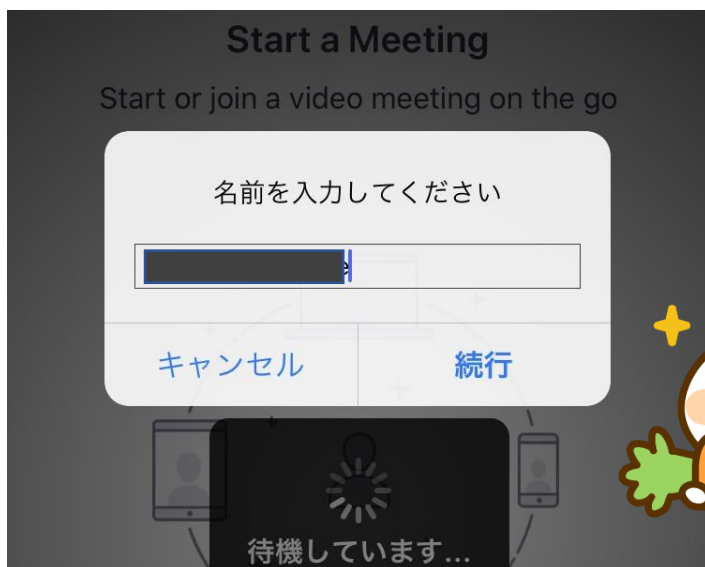 Start a Meeting
Start or join a video meeting on the go
名前を入力してください
キャンセル
続行
待機しています...